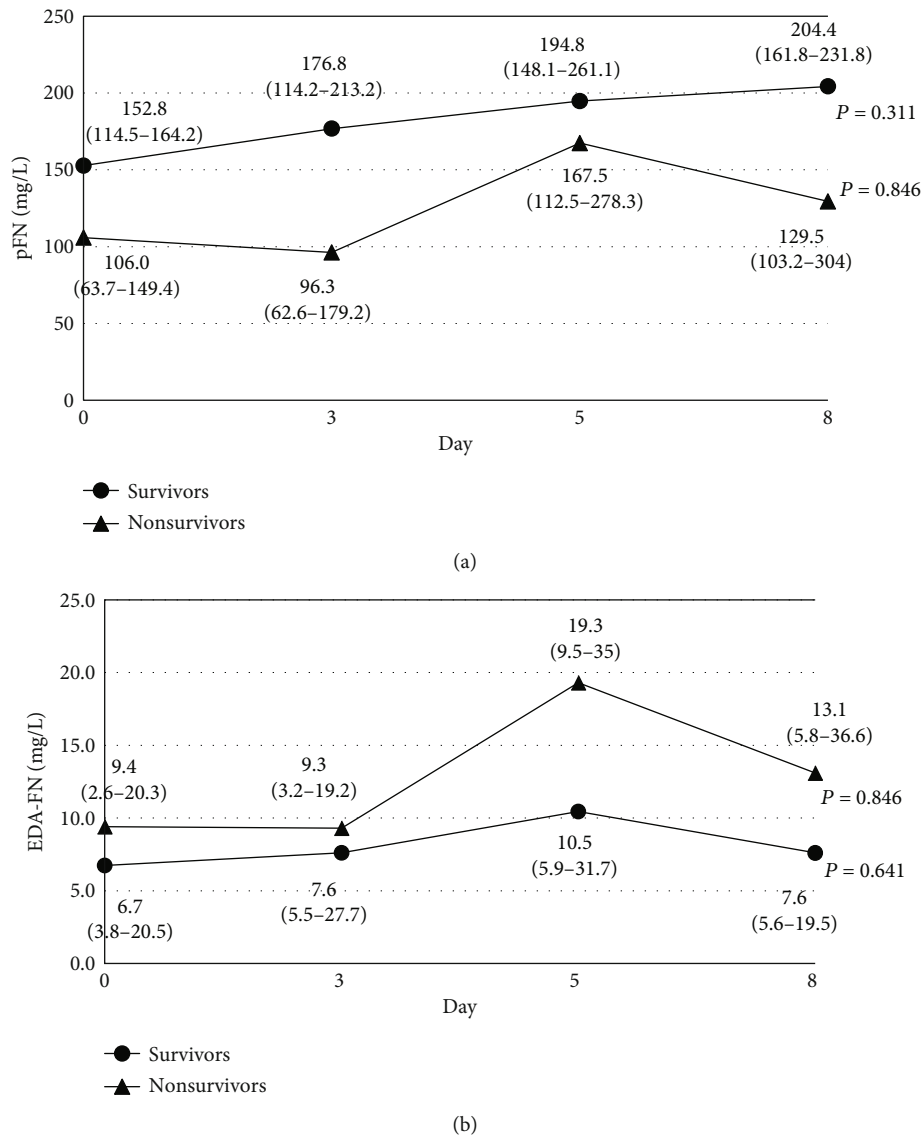 250
200
150
100
50
0
pFN (mg/L)
152.8
(114.5–164.2)
176.8
(114.2–213.2)
194.8
(148.1–261.1)
204.4
(161.8–231.8)
P = 0.311
106.0
(63.7–149.4)
96.3
(62.6–179.2)
167.5
(112.5–278.3)
P = 0.846
129.5
(103.2–304)
0 3 5 8
Day
Survivors
Nonsurvivors
(a)
25.0
20.0
15.0
10.0
5.0
0.0
EDA-FN (mg/L)
9.4
(2.6–20.3)
9.3
(3.2–19.2)
19.3
(9.5–35)
13.1
(5.8–36.6)
P = 0.846
6.7
(3.8–20.5)
7.6
(5.5–27.7)
10.5
(5.9–31.7)
P = 0.641
7.6
(5.6–19.5)
0 3 5 8
Day
Survivors
Nonsurvivors
(b)